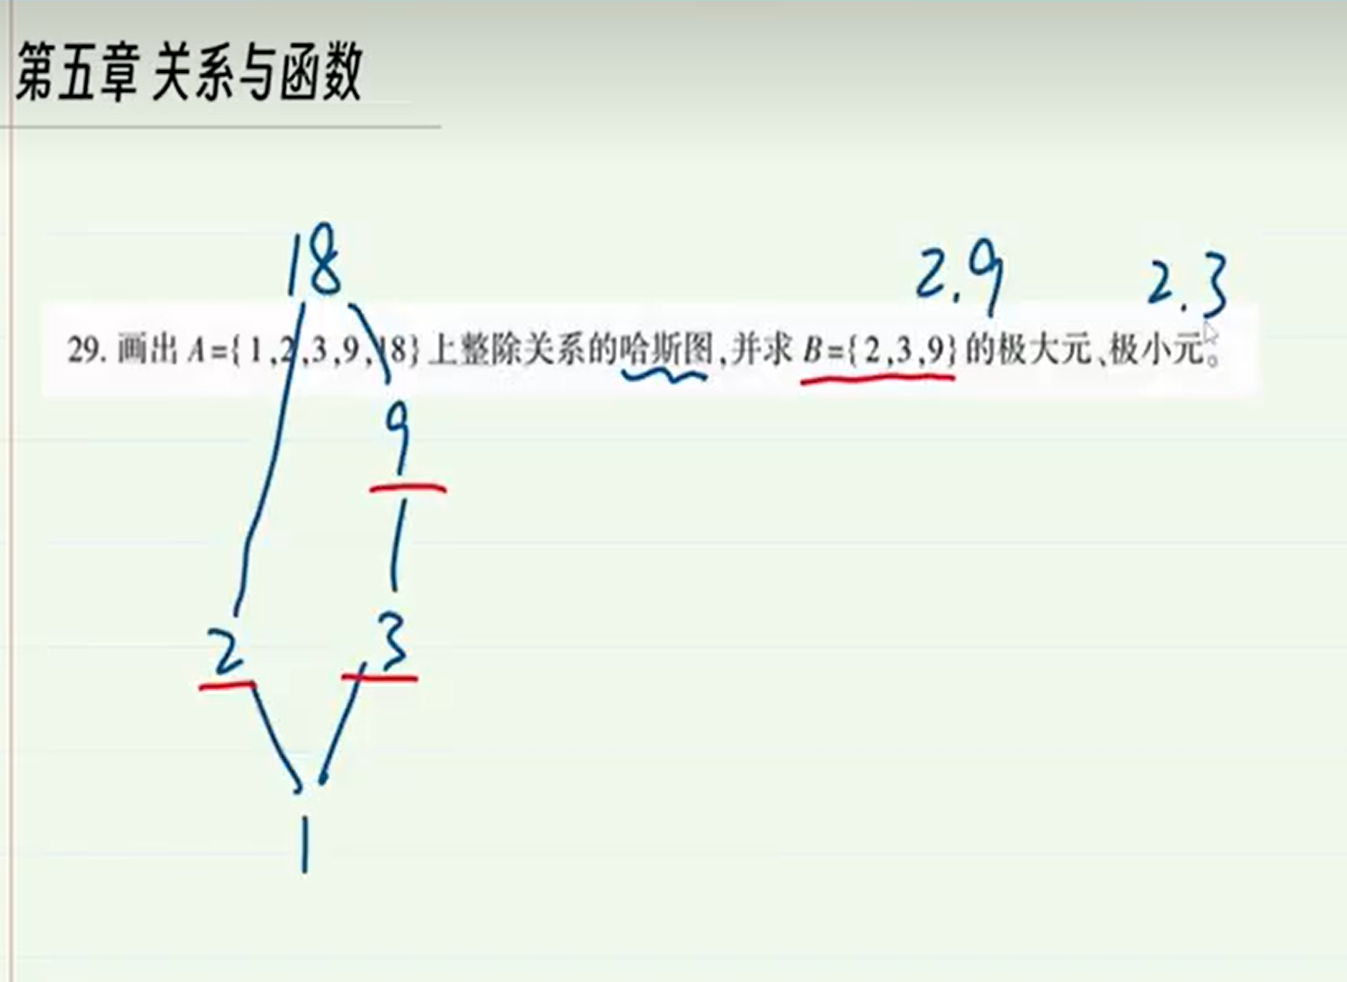 第五章 关系与函数
18
2.9 2.3
29. 画出 A={1,2,3,9,18}上整除关系的哈斯图,并求 B={2,3,9}的极大元、极小元。
9
2 3
1